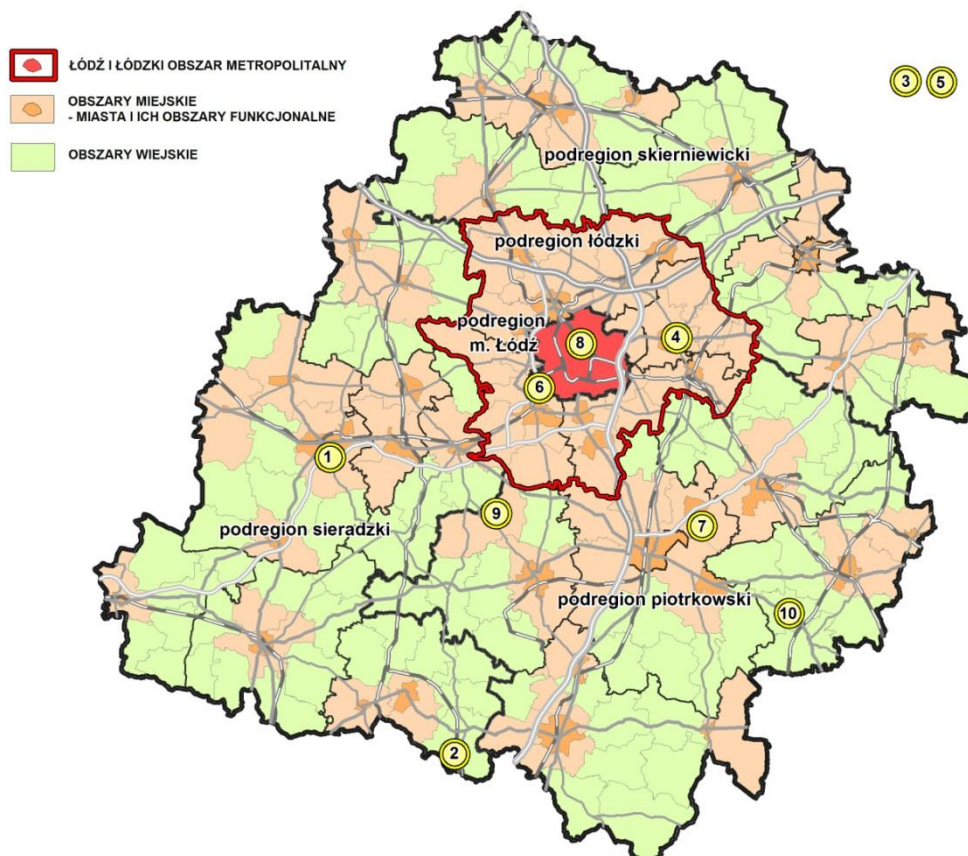 ŁÓDŹ I ŁÓDZKI OBSZAR METROPOLITALNY
3 5
OBSZARY MIEJSKIE
- MIASTA I ICH OBSZARY FUNKCJONALNE
OBSZARY WIEJSKIE
podregion skierniewicki
podregion łódzki
podregion
m. Łódź
8
4
6
1
9
7
podregion sieradzki
podregion piotrkowski
10
2